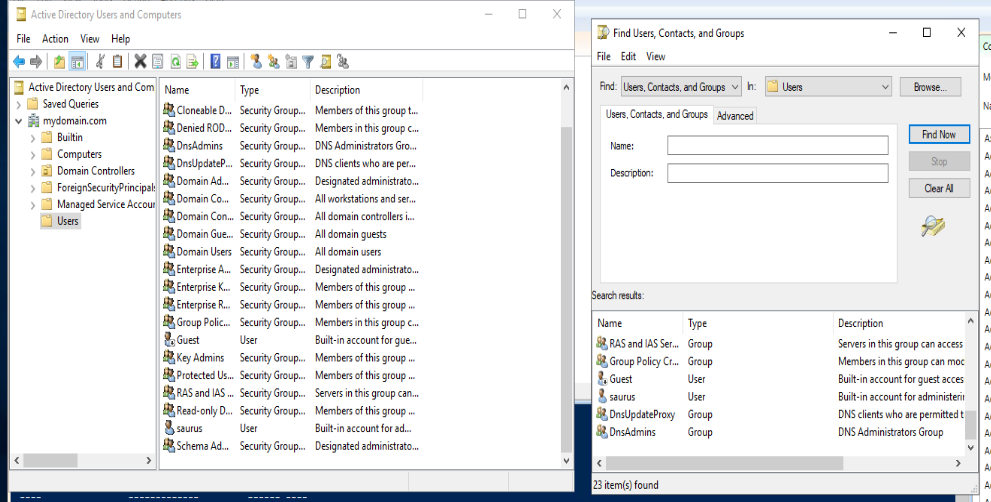 Active Directory Users and Computers
File Action View Help
Active Directory Users and Com
Saved Queries
mydomain.com
Builtin
Computers
Domain Controllers
ForeignSecurityPrincipals
Managed Service Accour
Users
Name Type Description
Cloneable D... Security Group... Members of this group t...
Denied ROD... Security Group... Members in this group c...
DnsAdmins Security Group... DNS Administrators Gro...
DnsUpdateP... Security Group... DNS clients who are per...
Domain Ad... Security Group... Designated administrato...
Domain Co... Security Group... All workstations and ser...
Domain Con... Security Group... All domain controllers i...
Domain Gue... Security Group... All domain guests
Domain Users Security Group... All domain users
Enterprise A... Security Group... Designated administrato...
Enterprise K... Security Group... Members of this group ...
Enterprise R... Security Group... Members of this group ...
Group Polic... Security Group... Members in this group c...
Guest User Built-in account for gue...
Key Admins Security Group... Members of this group ...
Protected Us... Security Group... Members of this group ...
RAS and IAS ... Security Group... Servers in this group can...
Read-only D... Security Group... Members of this group ...
saurus User Built-in account for ad...
Schema Ad... Security Group... Designated administrato...
Find Users, Contacts, and Groups
File Edit View
Find: Users, Contacts, and Groups In: Users Browse...
Users, Contacts, and Groups Advanced
Name:
Description:
Find Now
Stop
Clear All
Search results:
Name Type Description
RAS and IAS Ser... Group Servers in this group can access
Group Policy Cr... Group Members in this group can moc
Guest User Built-in account for guest acces
saurus User Built-in account for administerir
DnsUpdateProxy Group DNS clients who are permitted t
DnsAdmins Group DNS Administrators Group
23 item(s) found